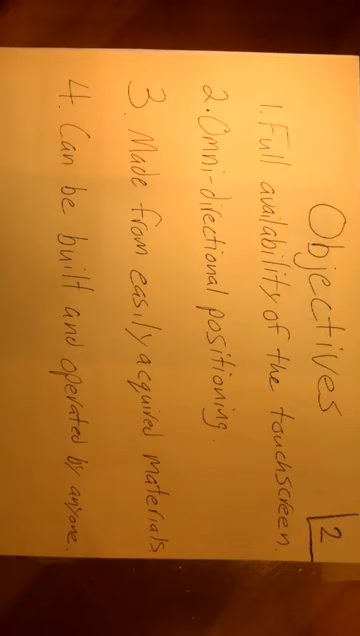 Objectives
2
1. Full availability of the touchscreen.
2. Omni-directional positioning.
3. Made from easily acquired materials
4. Can be built and operated by anyone.